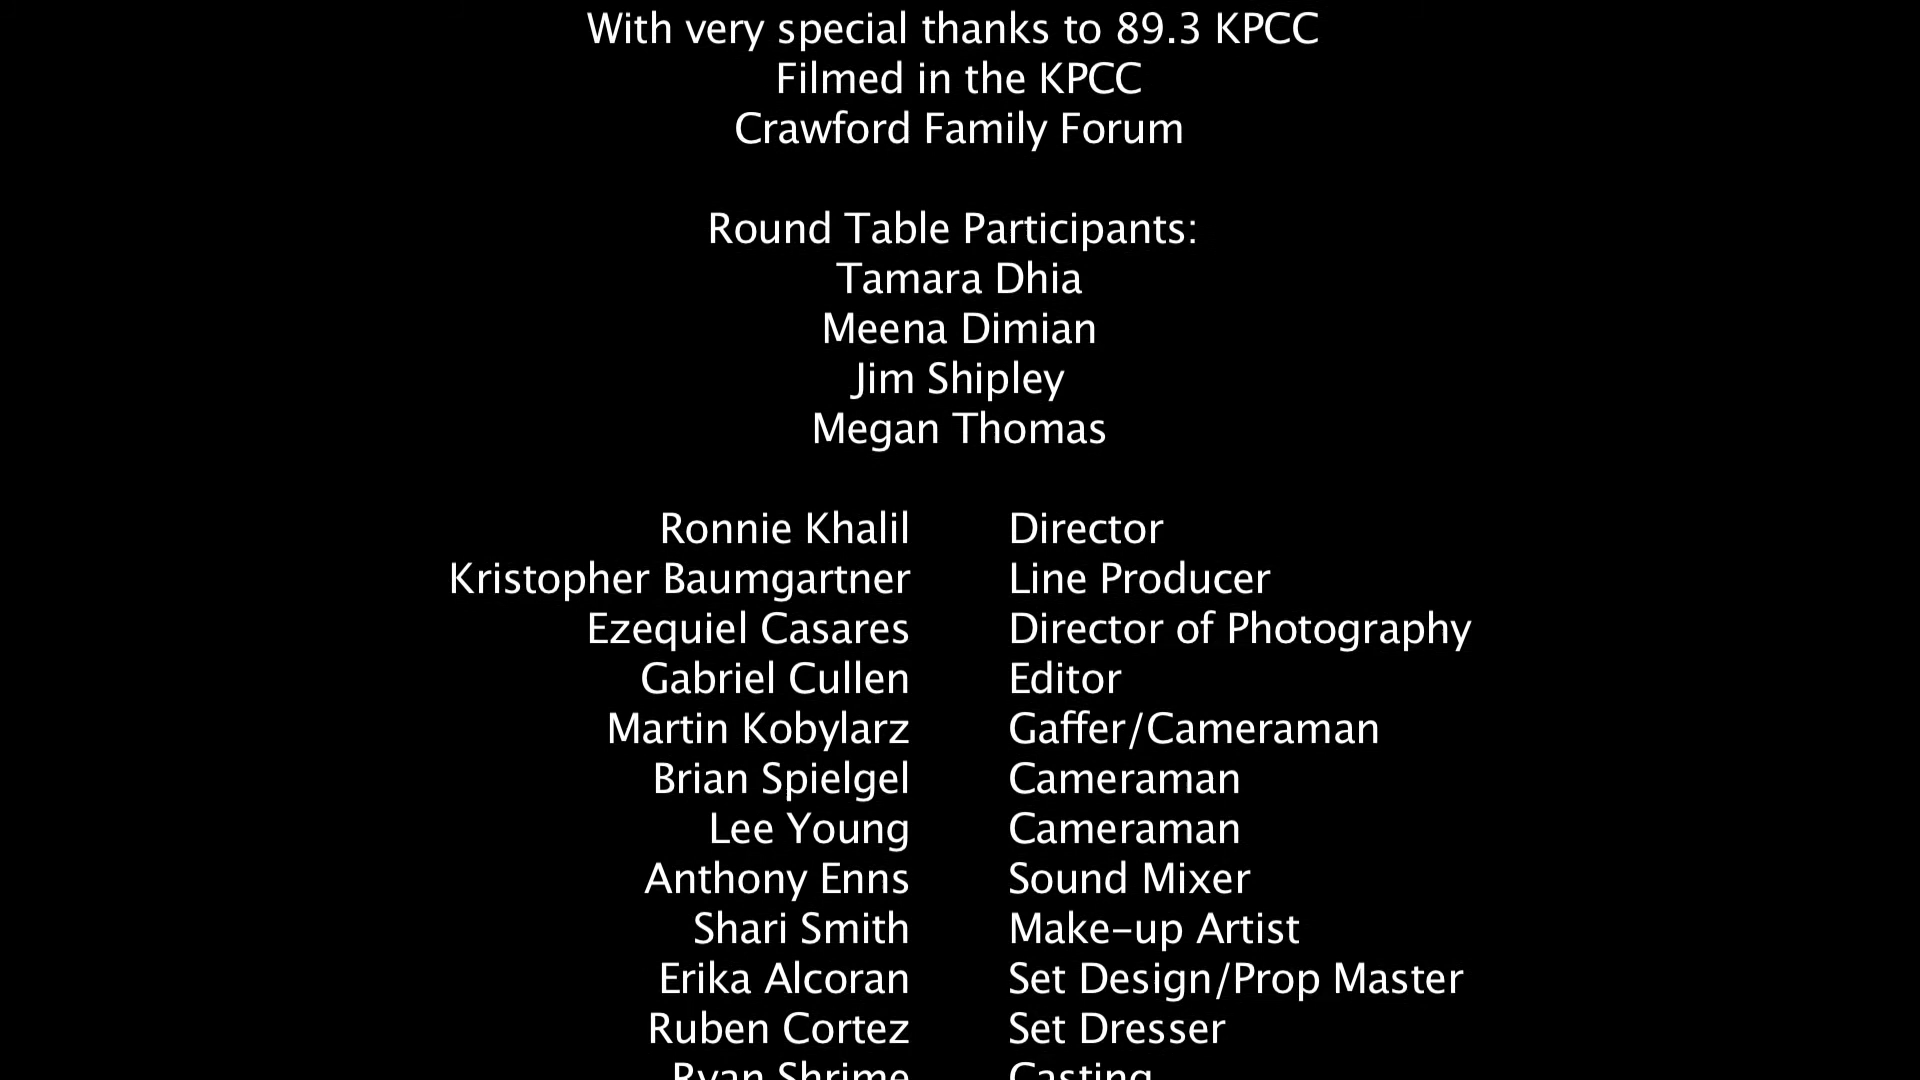 With very special thanks to 89.3 KPCC
Filmed in the KPCC
Crawford Family Forum
Round Table Participants:
Tamara Dhia
Meena Dimian
Jim Shipley
Megan Thomas
Ronnie Khalil Director
Kristopher Baumgartner Line Producer
Ezequiel Casares Director of Photography
Gabriel Cullen Editor
Martin Kobylarz Gaffer/Cameraman
Brian Spielgel Cameraman
Lee Young Cameraman
Anthony Enns Sound Mixer
Shari Smith Make-up Artist
Erika Alcoran Set Design/Prop Master
Ruben Cortez Set Dresser
Ryan Shrime Casting